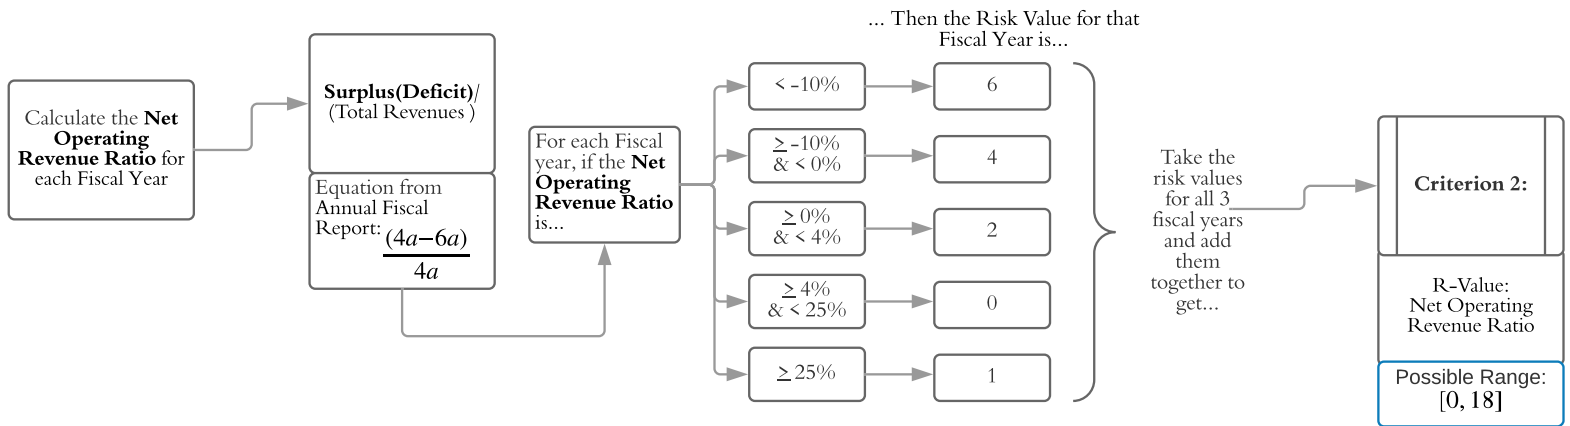 ... Then the Risk Value for that
Fiscal Year is...
Calculate the Net
Operating
Revenue Ratio for
each Fiscal Year
Surplus(Deficit)/
(Total Revenues )
Equation from
Annual Fiscal
Report:
(4a−6a)
4a
For each Fiscal
year, if the Net
Operating
Revenue Ratio
is...
< -10%
6
≥ -10%
& < 0%
4
≥ 0%
& < 4%
2
≥ 4%
& < 25%
0
≥ 25%
1
Take the
risk values
for all 3
fiscal years
and add
them
together to
get...
Criterion 2:
R-Value:
Net Operating
Revenue Ratio
Possible Range:
[0, 18]